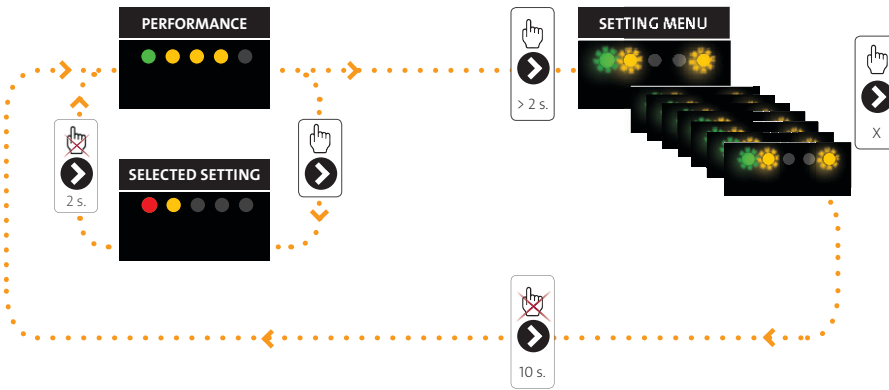 PERFORMANCE
SETTING MENU
> 2 s.
X
2 s.
SELECTED SETTING
10 s.